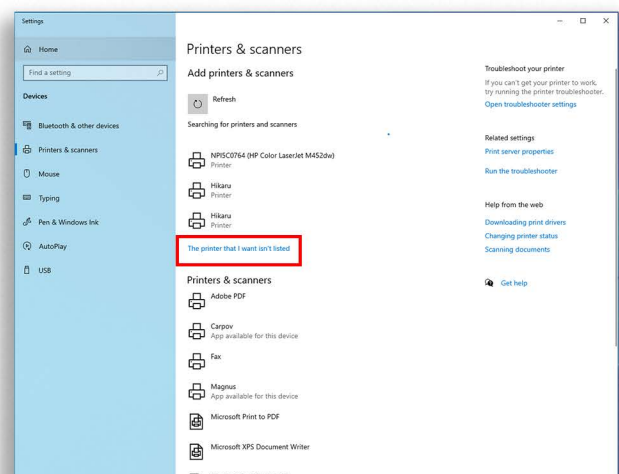 Settings
Home
Find a setting
Devices
Bluetooth & other devices
Printers & scanners
Mouse
Typing
Pen & Windows Ink
AutoPlay
USB
Printers & scanners
Add printers & scanners
Refresh
Searching for printers and scanners
NPI5C0764 (HP Color LaserJet M452dw)
Printer
Hikaru
Printer
Hikaru
Printer
The printer that I want isn't listed
Printers & scanners
Adobe PDF
Carpov
App available for this device
Fax
Magnus
App available for this device
Microsoft Print to PDF
Microsoft XPS Document Writer
Troubleshoot your printer
If you can't get your printer to work,
try running the printer troubleshooter.
Open troubleshooter settings
Related settings
Print server properties
Run the troubleshooter
Help from the web
Downloading print drivers
Changing printer status
Scanning documents
Get help